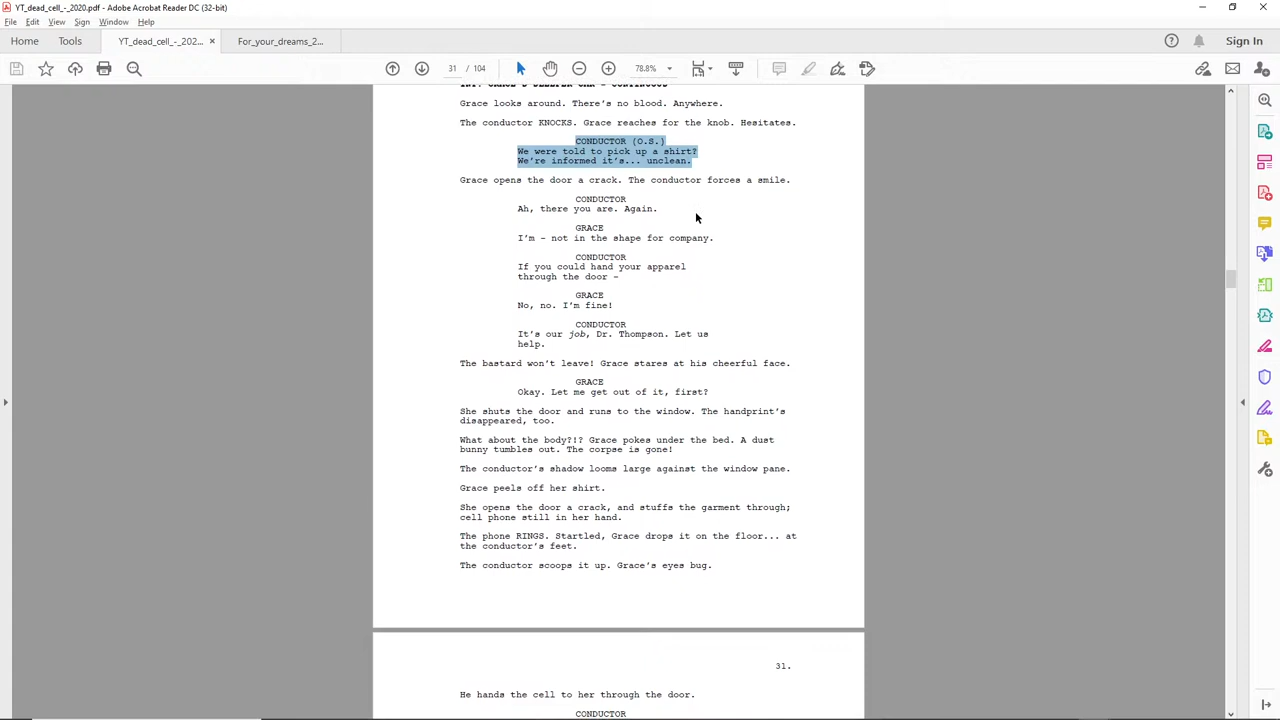 YT_dead_cell_-_2020.pdf - Adobe Acrobat Reader DC (32-bit)
File Edit View Sign Window Help
Home Tools YT_dead_cell_-_202... × For_your_dreams_2... Sign In
31 / 104 78.8%
INT. GRACE'S SLEEPER CAR - CONTINUOUS
Grace looks around. There's no blood. Anywhere.
The conductor KNOCKS. Grace reaches for the knob. Hesitates.
CONDUCTOR (O.S.)
We were told to pick up a shirt?
We're informed it's... unclean.
Grace opens the door a crack. The conductor forces a smile.
CONDUCTOR
Ah, there you are. Again.
GRACE
I'm - not in the shape for company.
CONDUCTOR
If you could hand your apparel
through the door -
GRACE
No, no. I'm fine!
CONDUCTOR
It's our job, Dr. Thompson. Let us
help.
The bastard won't leave! Grace stares at his cheerful face.
GRACE
Okay. Let me get out of it, first?
She shuts the door and runs to the window. The handprint's
disappeared, too.
What about the body?!? Grace pokes under the bed. A dust
bunny tumbles out. The corpse is gone!
The conductor's shadow looms large against the window pane.
Grace peels off her shirt.
She opens the door a crack, and stuffs the garment through;
cell phone still in her hand.
The phone RINGS. Startled, Grace drops it on the floor... at
the conductor's feet.
The conductor scoops it up. Grace's eyes bug.
31.
He hands the cell to her through the door.
CONDUCTOR